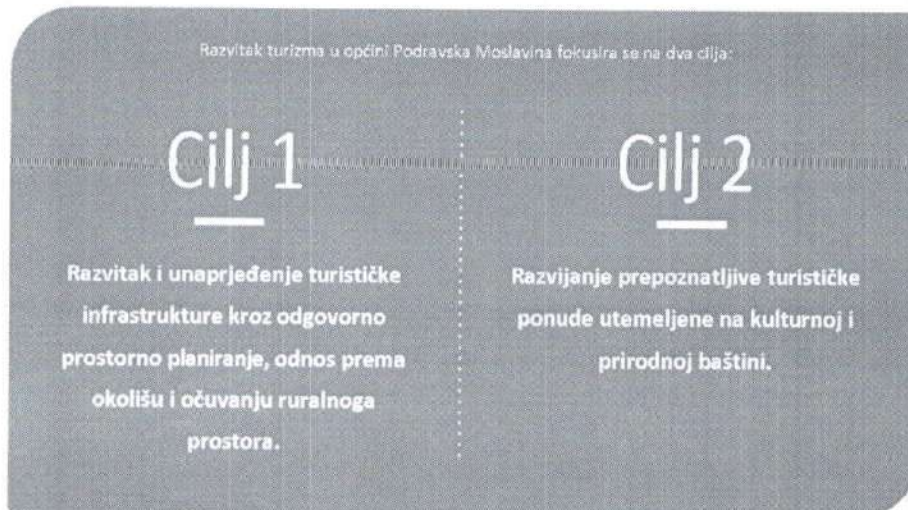 Razvitak turizma u općini Podravska Moslavina fokusira se na dva cilja:
Cilj 1
Razvitak i unaprjeđenje turističke
infrastrukture kroz odgovorno
prostorno planiranje, odnos prema
okolišu i očuvanju ruralnoga
prostora.
Cilj 2
Razvijanje prepoznatljive turističke
ponude utemeljene na kulturnoj i
prirodnoj baštini.